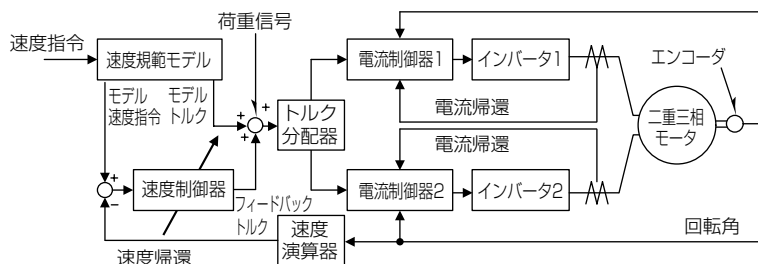 荷重信号
速度指令
速度規範モデル
モデル
速度指令
モデル
トルク
トルク
分配器
電流制御器1
インバータ1
エンコーダ
電流帰還
二重三相
モータ
電流帰還
速度制御器
フィードバック
トルク
電流制御器2
インバータ2
速度
演算器
速度帰還
回転角
+
+
+
+
−